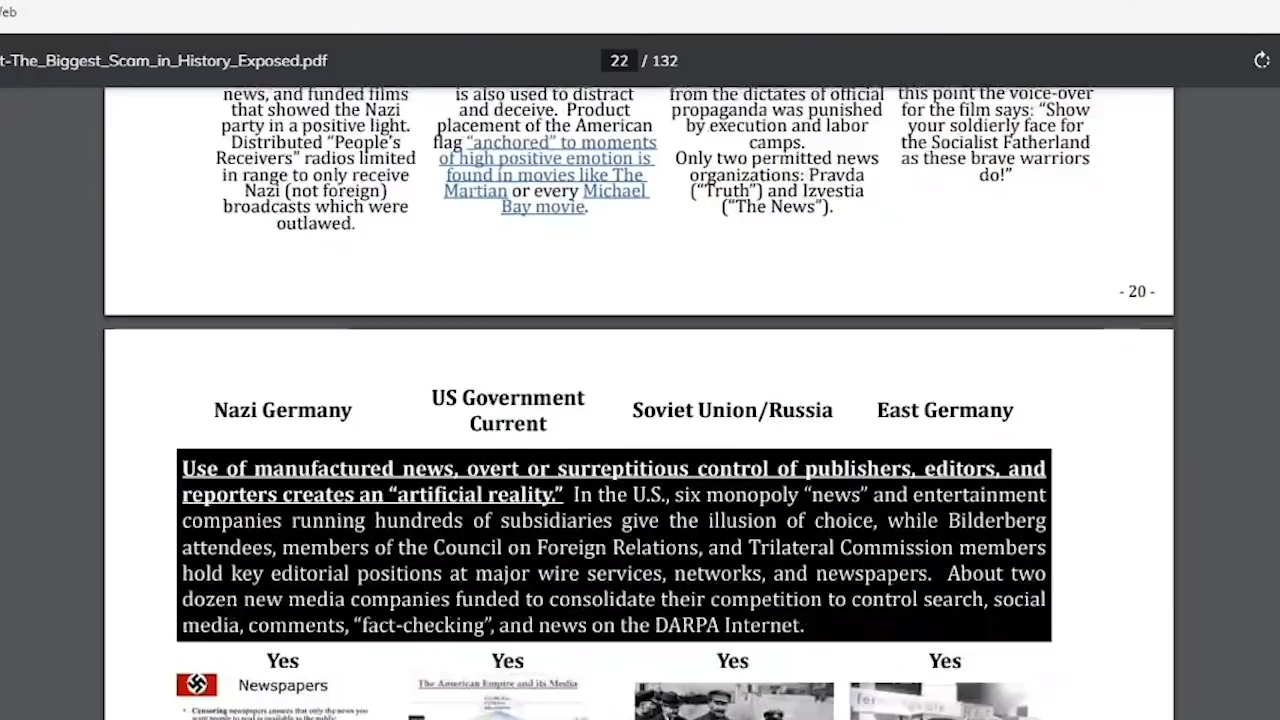 feb
t-The_Biggest_Scam_in_History_Exposed.pdf
22 / 132
news, and funded films
that showed the Nazi
party in a positive light.
Distributed “People’s
Receivers” radios limited
in range to only receive
Nazi (not foreign)
broadcasts which were
outlawed.
is also used to distract
and deceive. Product
placement of the American
flag “anchored” to moments
of high positive emotion is
found in movies like The
Martian or every Michael
Bay movie.
from the dictates of official
propaganda was punished
by execution and labor
camps.
Only two permitted news
organizations: Pravda
(“Truth”) and Izvestia
(“The News”).
this point the voice-over
for the film says: “Show
your soldierly face for
the Socialist Fatherland
as these brave warriors
do!”
- 20 -
Nazi Germany
US Government
Current
Soviet Union/Russia
East Germany
Use of manufactured news, overt or surreptitious control of publishers, editors, and
reporters creates an “artificial reality.” In the U.S., six monopoly “news” and entertainment
companies running hundreds of subsidiaries give the illusion of choice, while Bilderberg
attendees, members of the Council on Foreign Relations, and Trilateral Commission members
hold key editorial positions at major wire services, networks, and newspapers. About two
dozen new media companies funded to consolidate their competition to control search, social
media, comments, “fact-checking”, and news on the DARPA Internet.
Yes
Yes
Yes
Yes
Newspapers
• Censoring newspapers ensures that only the news you
The American Empire and its Media